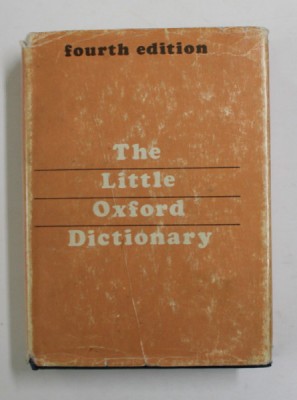 fourth edition
The
Little
Oxford
Dictionary